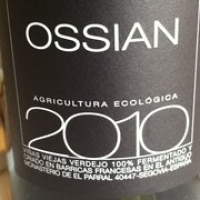 OSSIAN
AGRICULTURA ECOLÓGICA
2010
VIÑAS VIEJAS VERDEJO 100% FERMENTADO Y
CRIADO EN BARRICAS FRANCESAS EN EL ANTIGUO
MONASTERIO DE EL PARRAL 40447-SEGOVIA-ESPAÑA